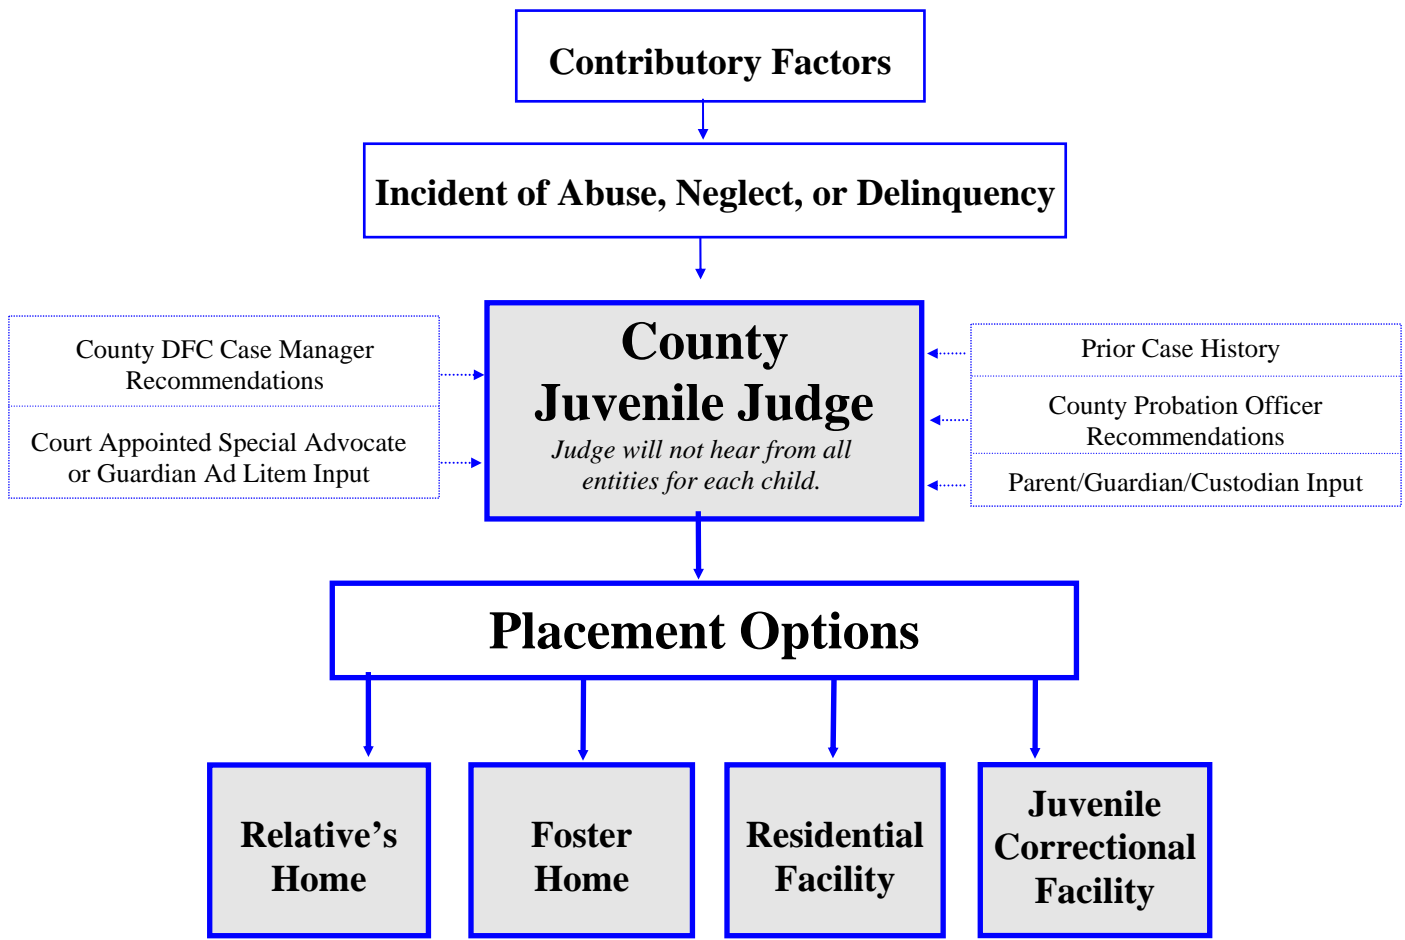 Contributory Factors
Incident of Abuse, Neglect, or Delinquency
County DFC Case Manager
Recommendations
Court Appointed Special Advocate
or Guardian Ad Litem Input
County
Juvenile Judge
Judge will not hear from all
entities for each child.
Prior Case History
County Probation Officer
Recommendations
Parent/Guardian/Custodian Input
Placement Options
Relative’s
Home
Foster
Home
Residential
Facility
Juvenile
Correctional
Facility